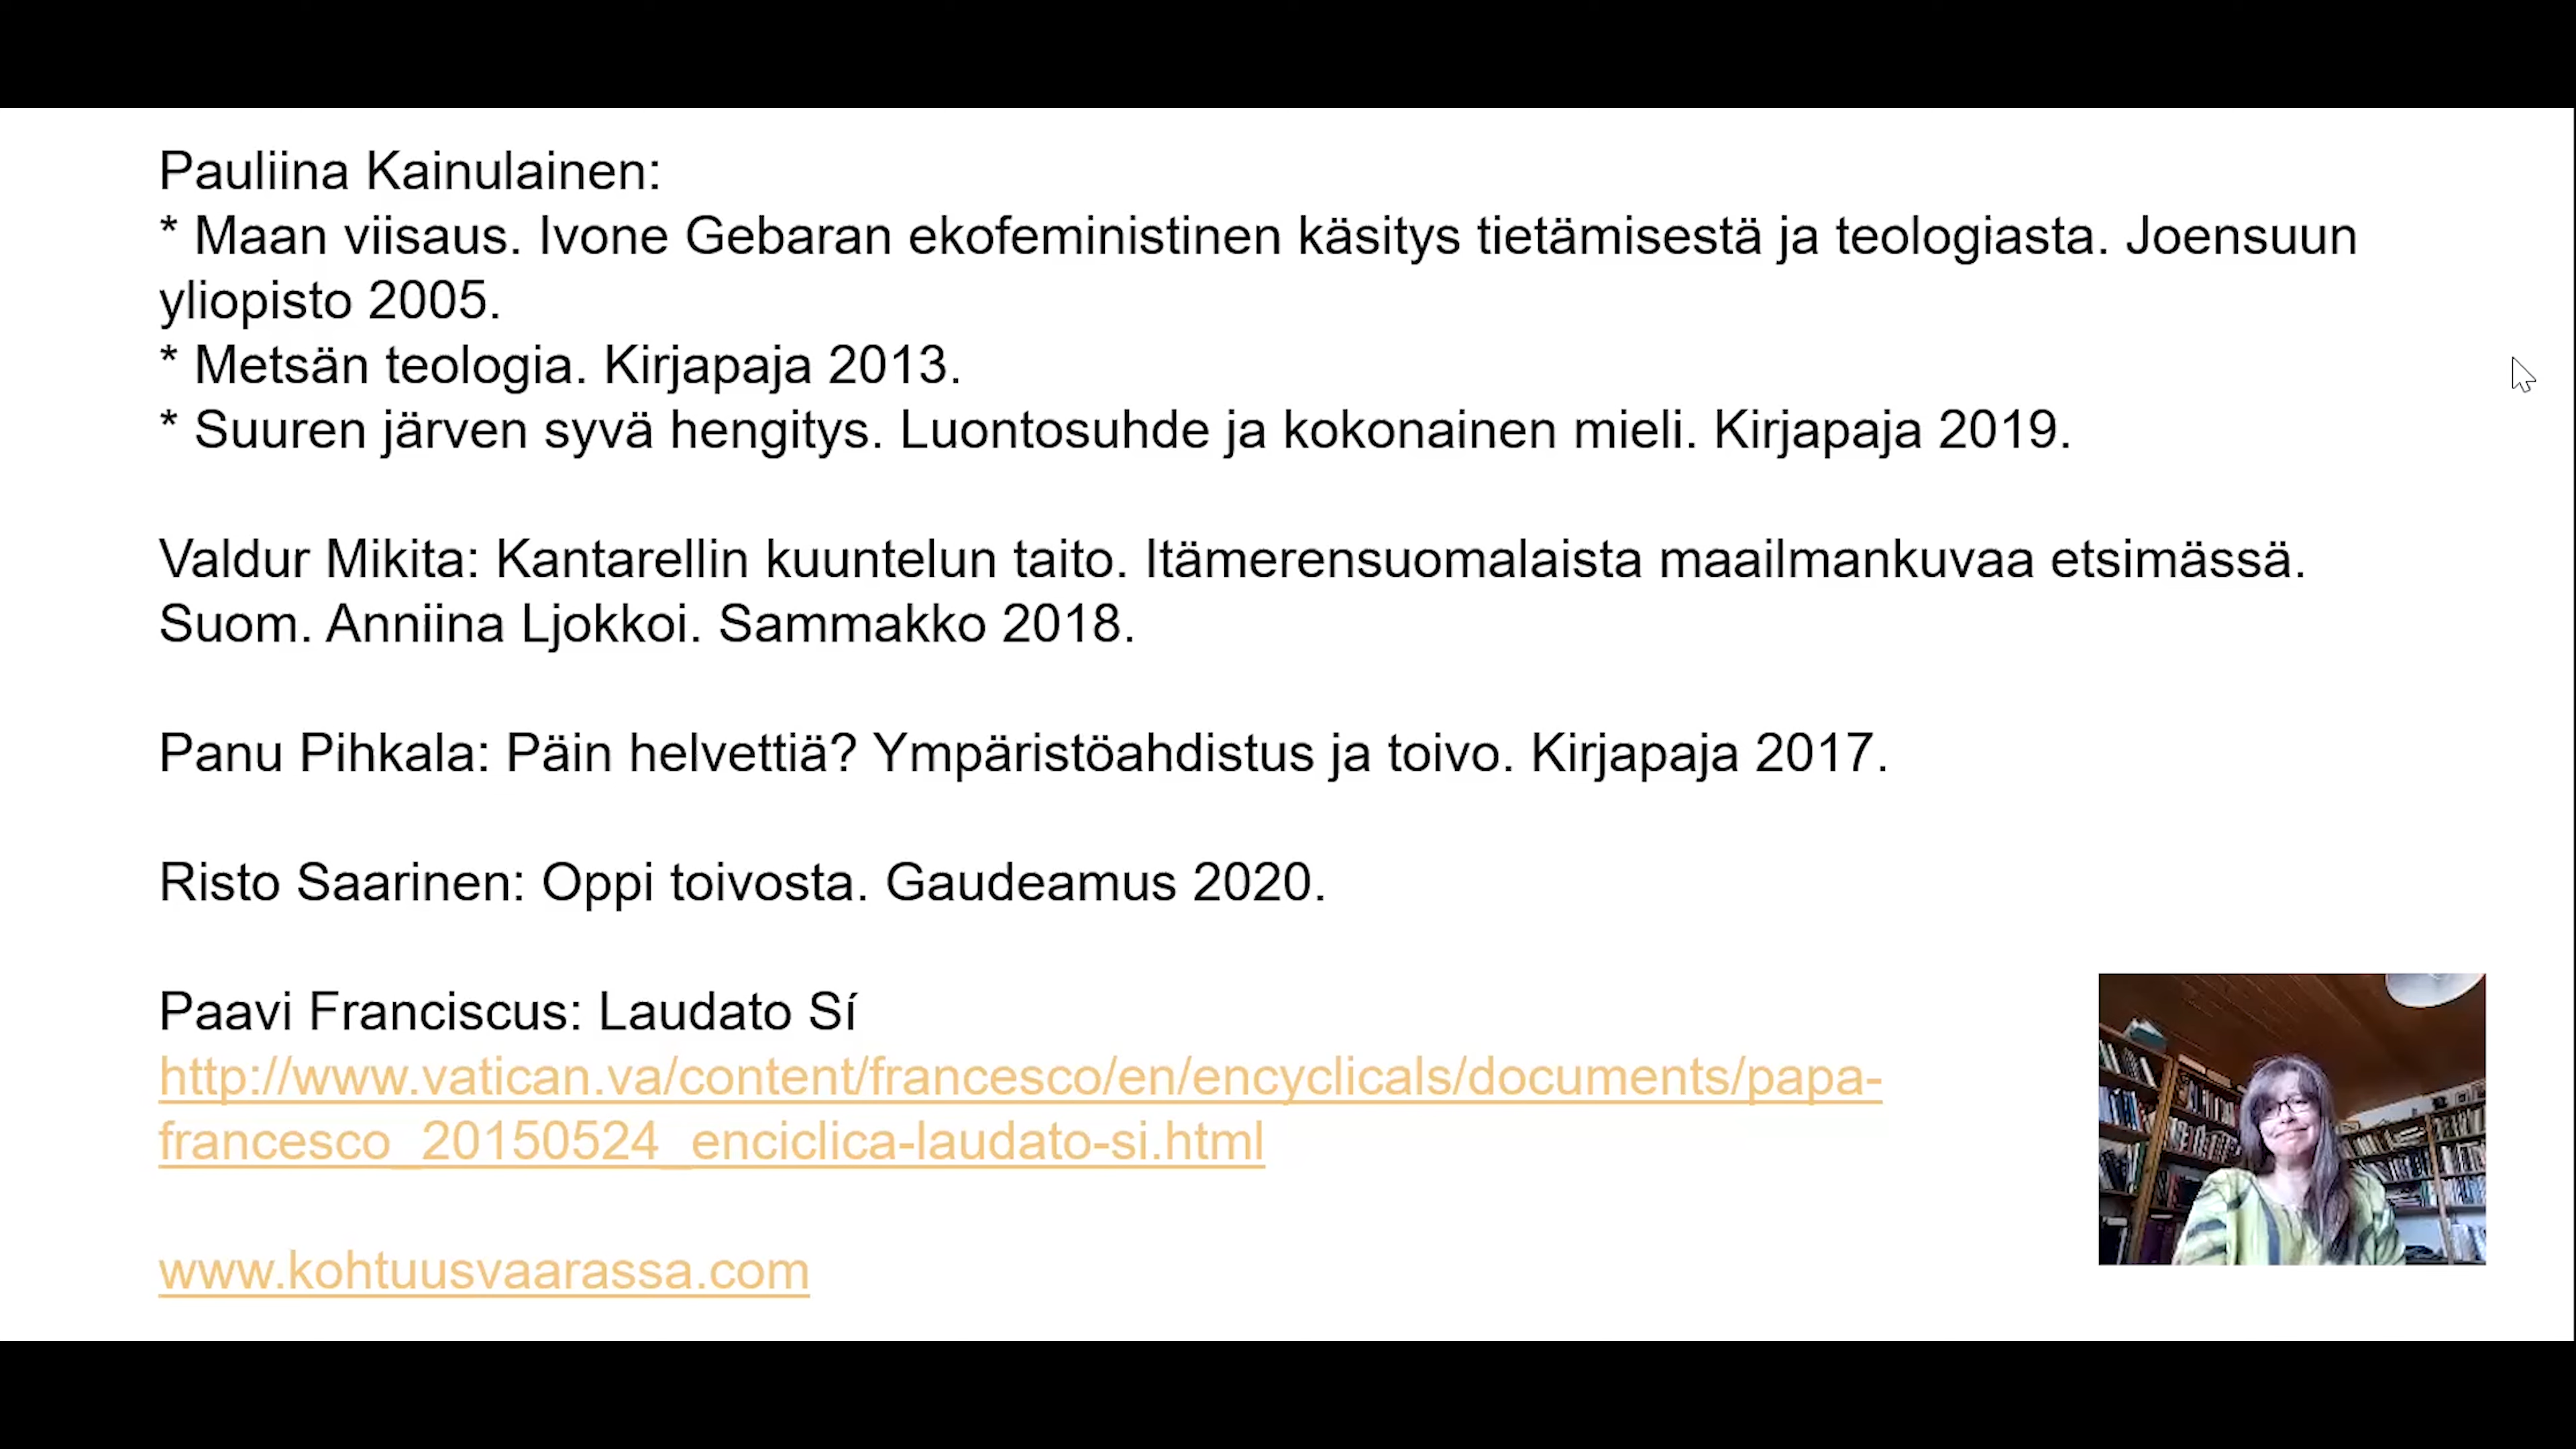 Pauliina Kainulainen:
* Maan viisaus. Ivone Gebaran ekofeministinen käsitys tietämisestä ja teologiasta. Joensuun
yliopisto 2005.
* Metsän teologia. Kirjapaja 2013.
* Suuren järven syvä hengitys. Luontosuhde ja kokonainen mieli. Kirjapaja 2019.
Valdur Mikita: Kantarellin kuuntelun taito. Itämerensuomalaista maailmankuvaa etsimässä.
Suom. Anniina Ljokkoi. Sammakko 2018.
Panu Pihkala: Päin helvettiä? Ympäristöahdistus ja toivo. Kirjapaja 2017.
Risto Saarinen: Oppi toivosta. Gaudeamus 2020.
Paavi Franciscus: Laudato Sí
http://www.vatican.va/content/francesco/en/encyclicals/documents/papa-
francesco_20150524_enciclica-laudato-si.html
www.kohtuusvaarassa.com